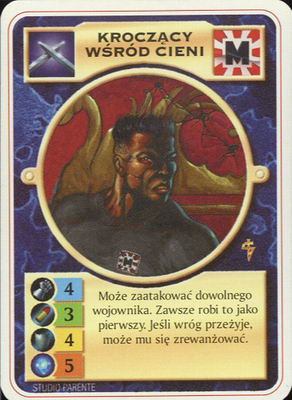 KROCZĄCY
WŚRÓD CIENI
M
4
3
4
5
Może zaatakować dowolnego
wojownika. Zawsze robi to jako
pierwszy. Jeśli wróg przeżyje,
może mu się zrewanżować.
STUDIO PARENTE